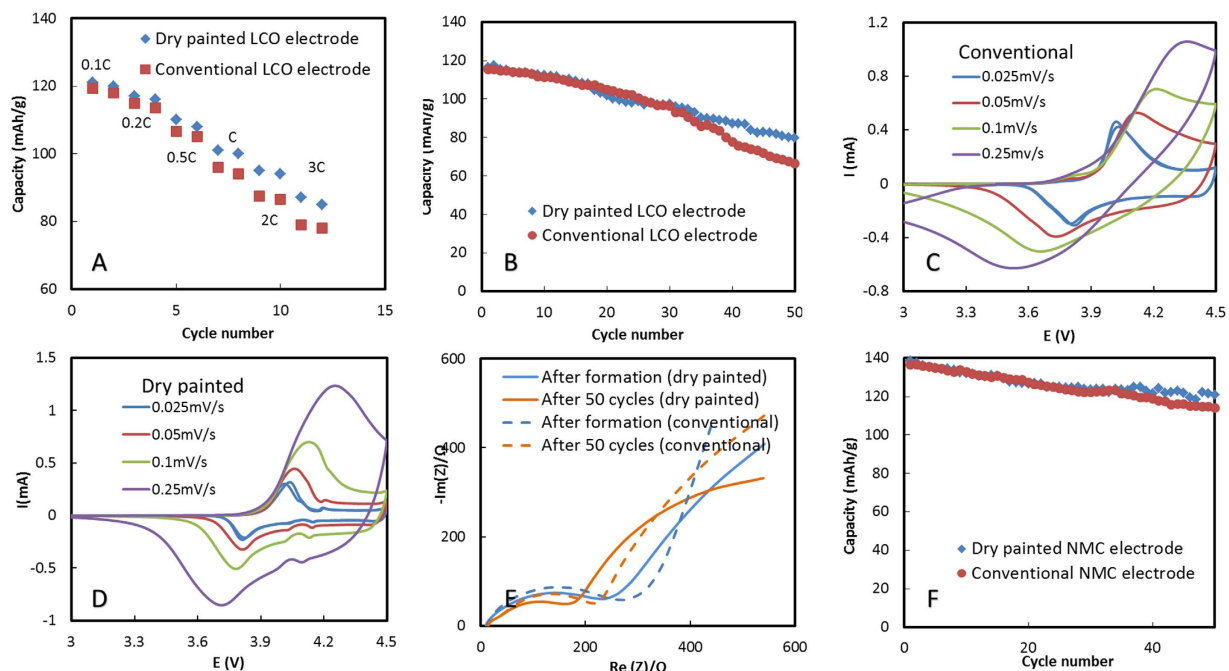 140
120
100
80
60
0
5
10
15
Capacity (mAh/g)
Cycle number
Dry painted LCO electrode
Conventional LCO electrode
0.1C
0.2C
0.5C
C
2C
3C
A
140
120
100
80
60
40
20
0
0
10
20
30
40
50
Capacity (mAh/g)
Cycle number
Dry painted LCO electrode
Conventional LCO electrode
B
1.2
0.8
0.4
0
-0.4
-0.8
3
3.3
3.6
3.9
4.2
4.5
I (mA)
E (V)
Conventional
0.025mV/s
0.05mV/s
0.1mV/s
0.25mv/s
C
1.5
1
0.5
0
-0.5
-1
3
3.3
3.6
3.9
4.2
4.5
I(mA)
E (V)
Dry painted
0.025mV/s
0.05mV/s
0.1mV/s
0.25mV/s
D
600
400
200
0
0
200
400
600
-Im(Z)/Ω
Re (Z)/Ω
After formation (dry painted)
After 50 cycles (dry painted)
After formation (conventional)
After 50 cycles (conventional)
E
140
120
100
80
60
40
20
0
0
20
40
Capacity (mAh/g)
Cycle number
Dry painted NMC electrode
Conventional NMC electrode
F